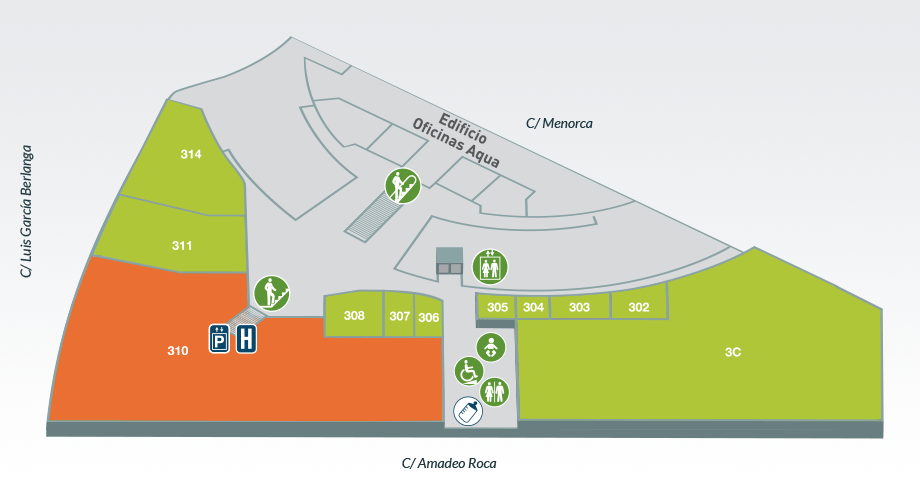 C/ Menorca
Edificio
Oficinas Aqua
C/ Luis García Berlanga
314
311
310
P
H
308
307
306
305
304
303
302
3C
C/ Amadeo Roca